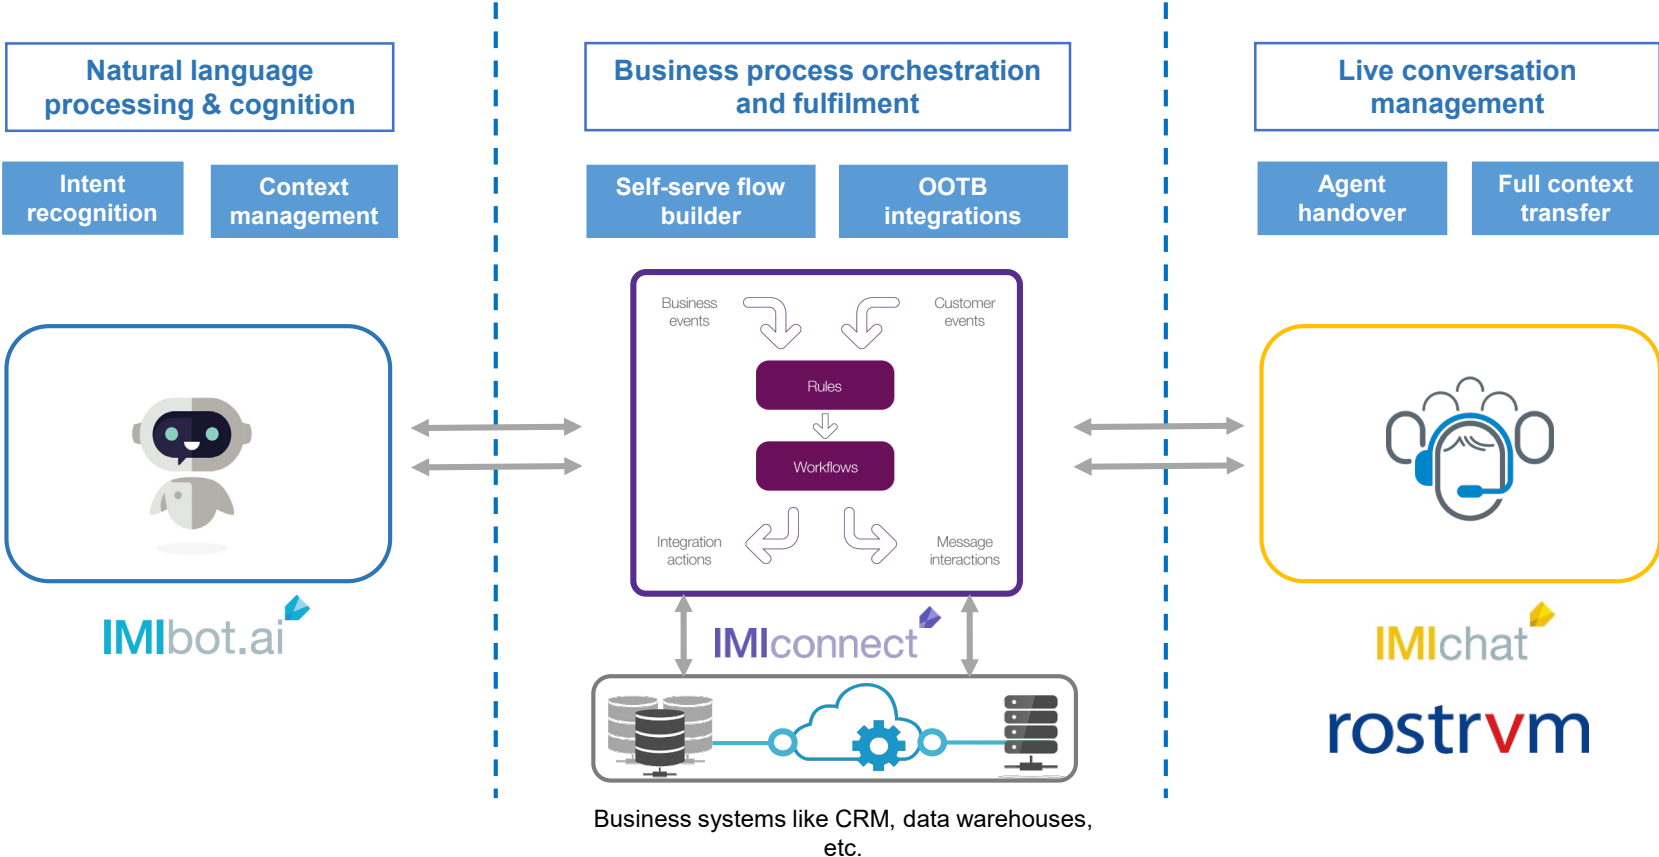 Natural language
processing & cognition
Intent
recognition
Context
management
IMIbot.ai
Business process orchestration
and fulfilment
Self-serve flow
builder
OOTB
integrations
Business
events
Customer
events
Rules
Workflows
Integration
actions
Message
interactions
IMIconnect
Business systems like CRM, data warehouses,
etc.
Live conversation
management
Agent
handover
Full context
transfer
IMIchat
rostrvm